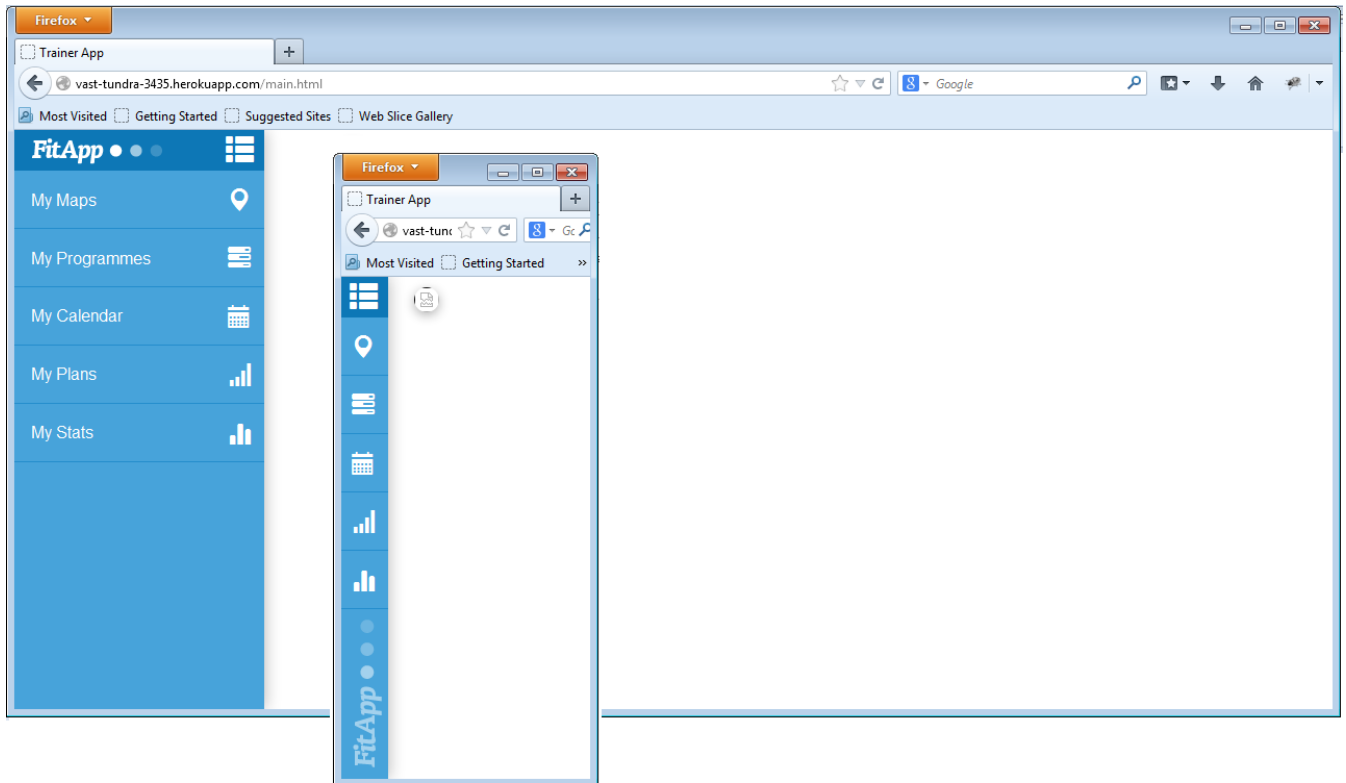 Firefox
Trainer App
vast-tundra-3435.herokuapp.com/main.html
Google
Most Visited Getting Started Suggested Sites Web Slice Gallery
FitApp
My Maps
My Programmes
My Calendar
My Plans
My Stats
Firefox
Trainer App
vast-tund
Go
Most Visited Getting Started »
FitApp